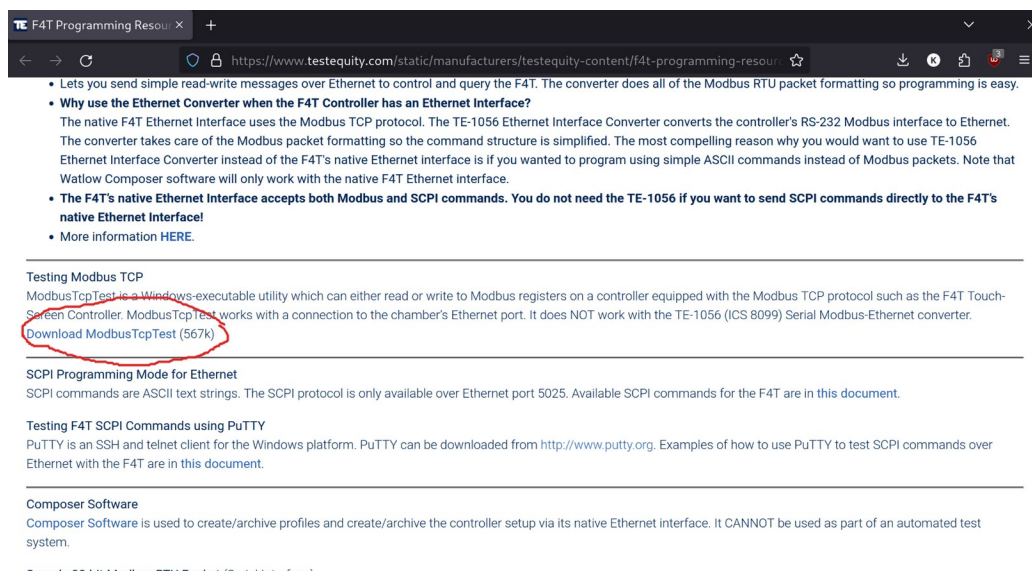 TE F4T Programming Resour
https://www.testequity.com/static/manufacturers/testequity-content/f4t-programming-resour
K
3
• Lets you send simple read-write messages over Ethernet to control and query the F4T. The converter does all of the Modbus RTU packet formatting so programming is easy.
• Why use the Ethernet Converter when the F4T Controller has an Ethernet Interface?
The native F4T Ethernet Interface uses the Modbus TCP protocol. The TE-1056 Ethernet Interface Converter converts the controller's RS-232 Modbus interface to Ethernet.
The converter takes care of the Modbus packet formatting so the command structure is simplified. The most compelling reason why you would want to use TE-1056
Ethernet Interface Converter instead of the F4T's native Ethernet interface is if you wanted to program using simple ASCII commands instead of Modbus packets. Note that
Watlow Composer software will only work with the native F4T Ethernet interface.
• The F4T's native Ethernet Interface accepts both Modbus and SCPI commands. You do not need the TE-1056 if you want to send SCPI commands directly to the F4T's
native Ethernet Interface!
• More information HERE.
Testing Modbus TCP
ModbusTcpTest is a Windows-executable utility which can either read or write to Modbus registers on a controller equipped with the Modbus TCP protocol such as the F4T Touch-
Screen Controller. ModbusTcpTest works with a connection to the chamber's Ethernet port. It does NOT work with the TE-1056 (ICS 8099) Serial Modbus-Ethernet converter.
Download ModbusTcpTest (567k)
SCPI Programming Mode for Ethernet
SCPI commands are ASCII text strings. The SCPI protocol is only available over Ethernet port 5025. Available SCPI commands for the F4T are in this document.
Testing F4T SCPI Commands using PuTTY
PuTTY is an SSH and telnet client for the Windows platform. PuTTY can be downloaded from http://www.putty.org. Examples of how to use PuTTY to test SCPI commands over
Ethernet with the F4T are in this document.
Composer Software
Composer Software is used to create/archive profiles and create/archive the controller setup via its native Ethernet interface. It CANNOT be used as part of an automated test
system.